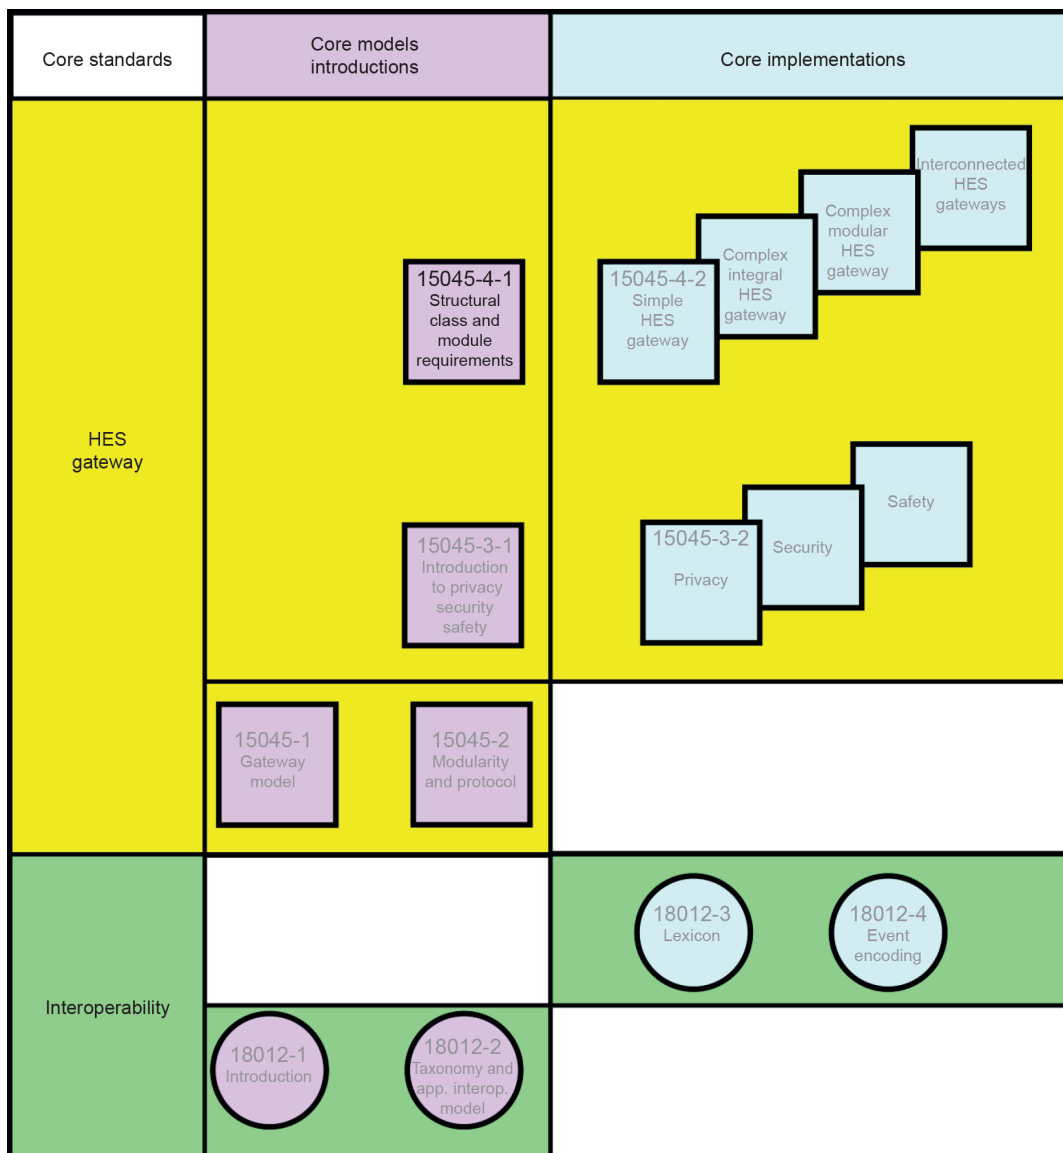 Core standards
Core models
introductions
Core implementations
HES
gateway
Interconnected
HES
gateways
Complex
modular
HES
gateway
Complex
integral
HES
gateway
15045-4-2
Simple
HES
gateway
15045-4-1
Structural
class and
module
requirements
Safety
Security
15045-3-2
Privacy
15045-3-1
Introduction
to privacy
security
safety
15045-1
Gateway
model
15045-2
Modularity
and protocol
Interoperability
18012-3
Lexicon
18012-4
Event
encoding
18012-1
Introduction
18012-2
Taxonomy and
app. interop.
model